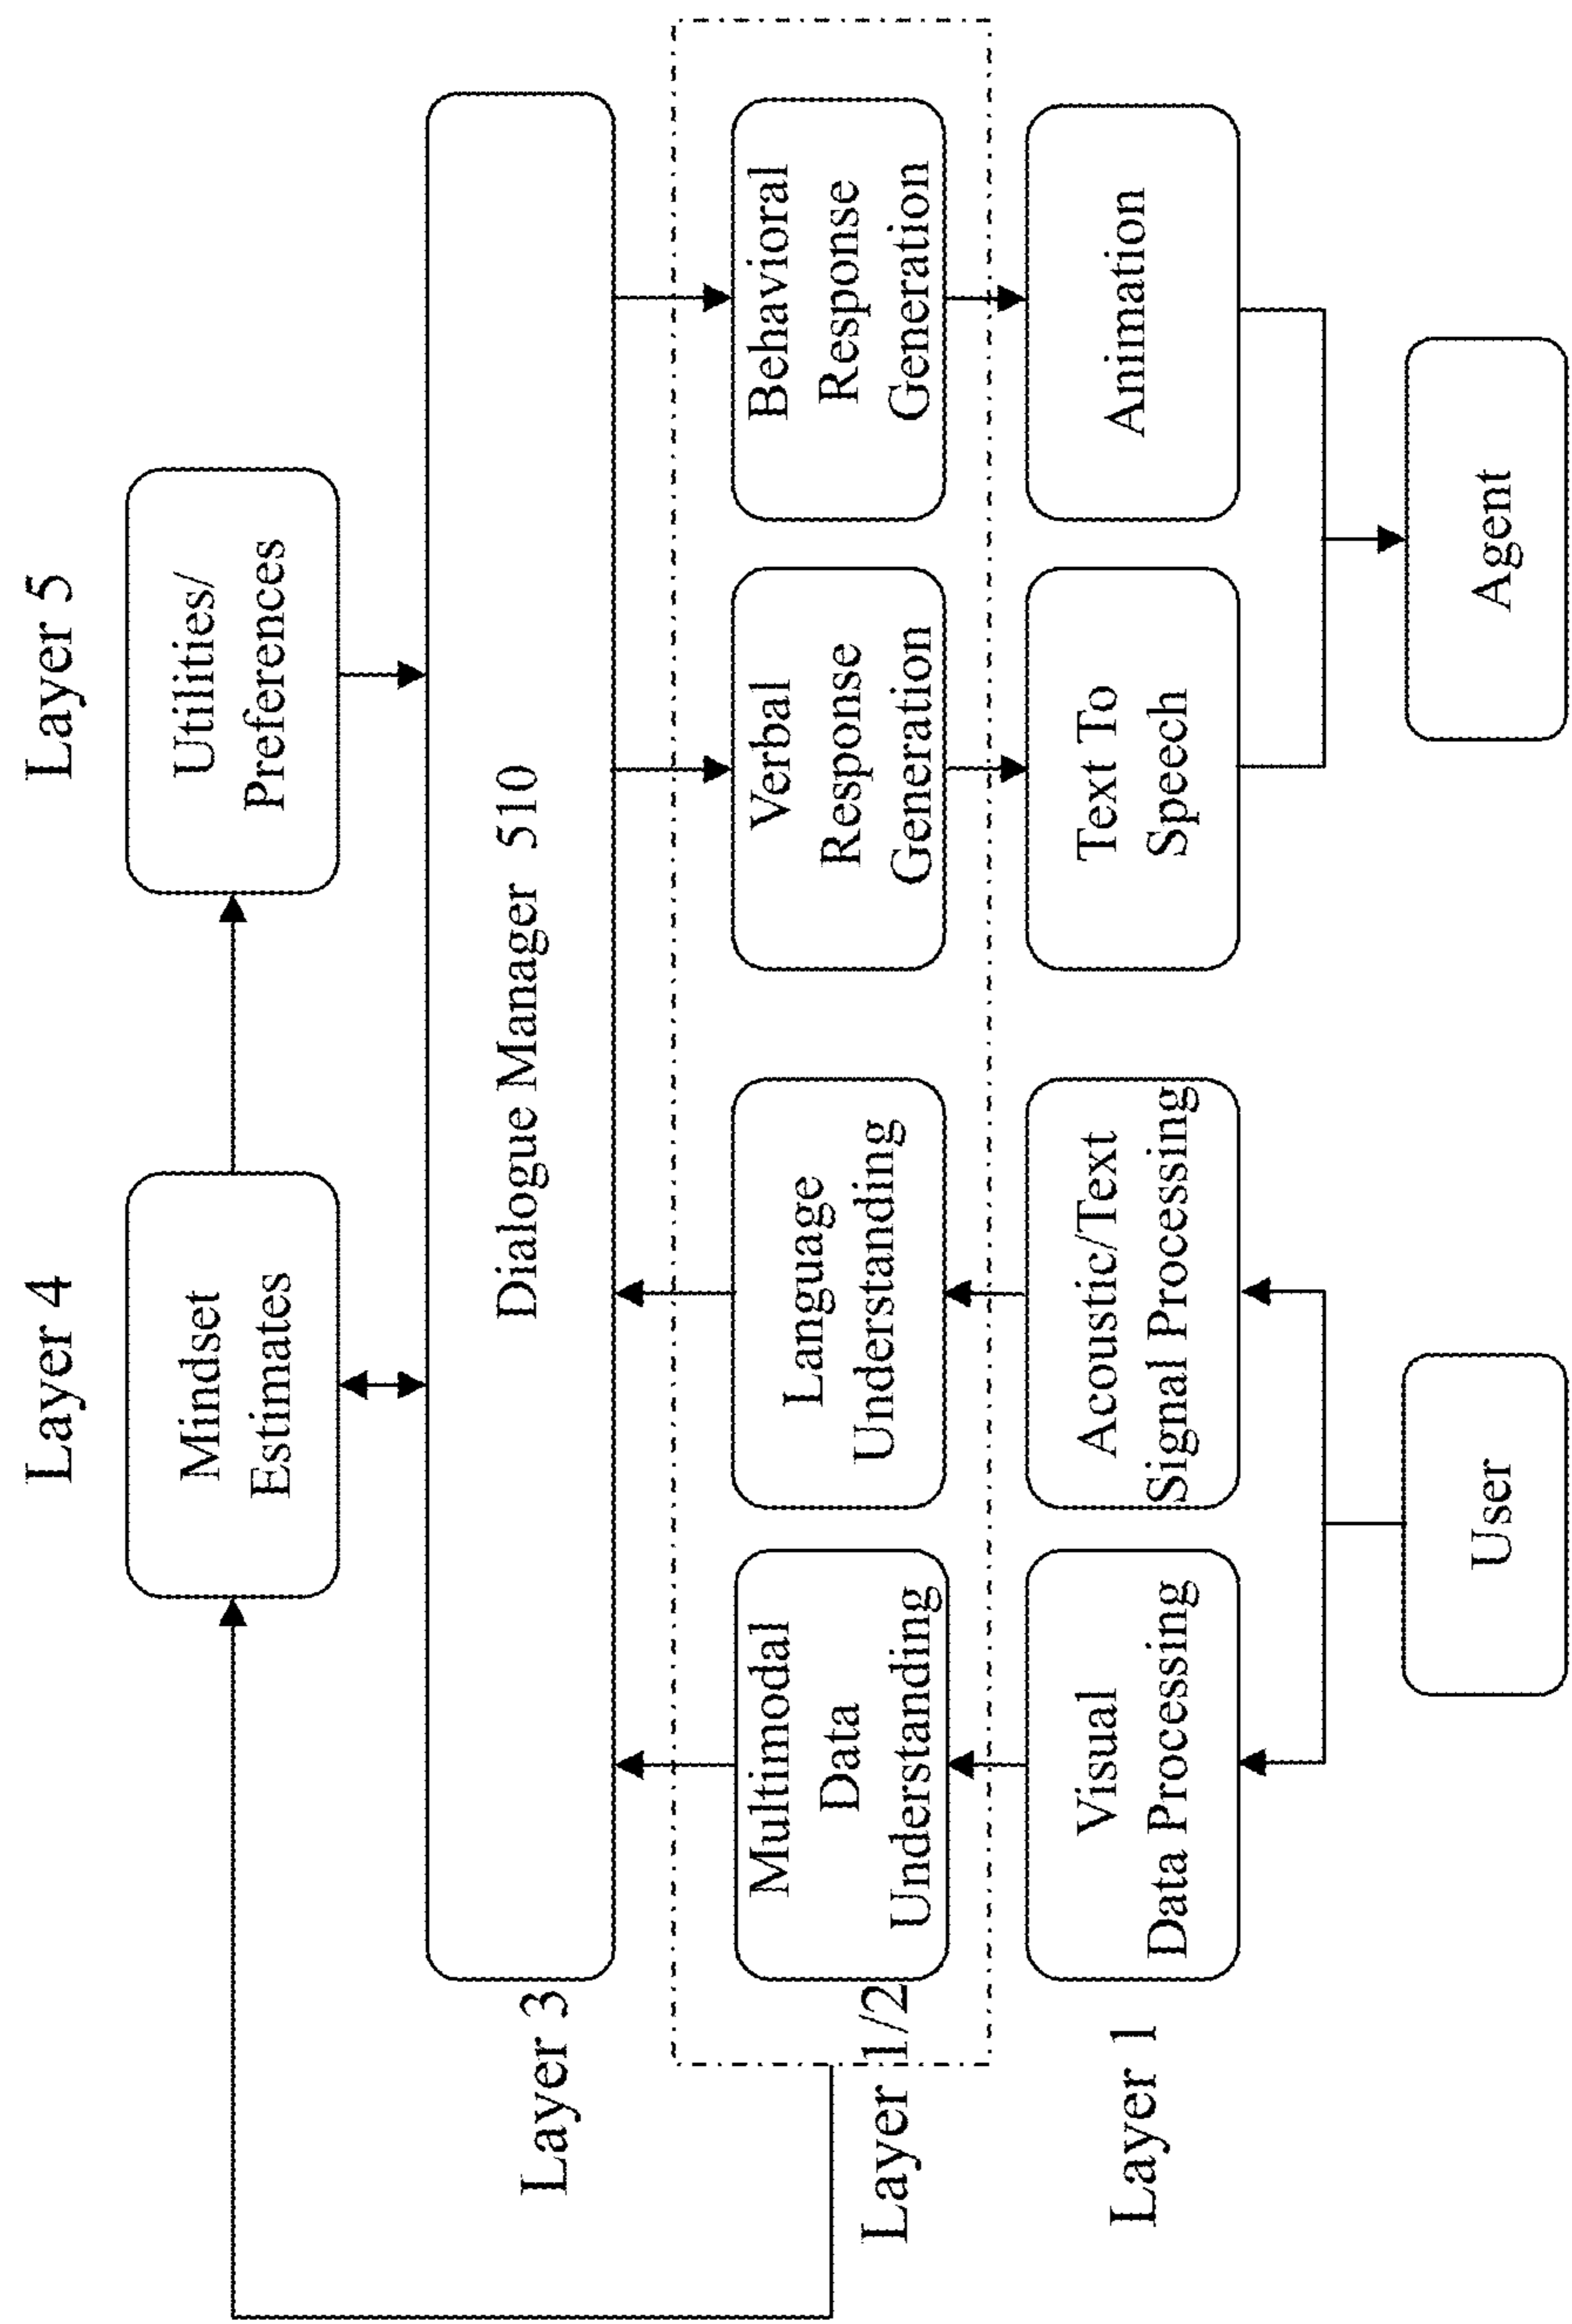 Layer 4
Layer 5
Mindset
Estimates
Utilities/
Preferences
Layer 3
Dialogue Manager 510
Layer 1/2
Multimodal
Data
Understanding
Language
Understanding
Verbal
Response
Generation
Behavioral
Response
Generation
Layer 1
Visual
Data Processing
Acoustic/Text
Signal Processing
Text To
Speech
Animation
User
Agent